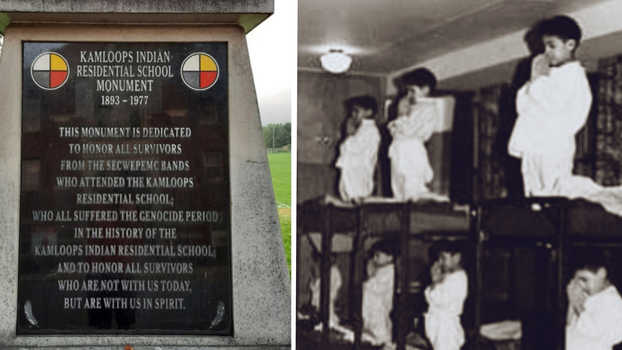 KAMLOOPS INDIAN
RESIDENTIAL SCHOOL
MONUMENT
1893 - 1977
THIS MONUMENT IS DEDICATED
TO HONOR ALL SURVIVORS
FROM THE SECWEPEMC BANDS
WHO ATTENDED THE KAMLOOPS
RESIDENTIAL SCHOOL;
WHO ALL SUFFERED THE GENOCIDE PERIOD
IN THE HISTORY OF THE
KAMLOOPS INDIAN RESIDENTIAL SCHOOL,
AND TO HONOR ALL SURVIVORS
WHO ARE NOT WITH US TODAY,
BUT ARE WITH US IN SPIRIT.